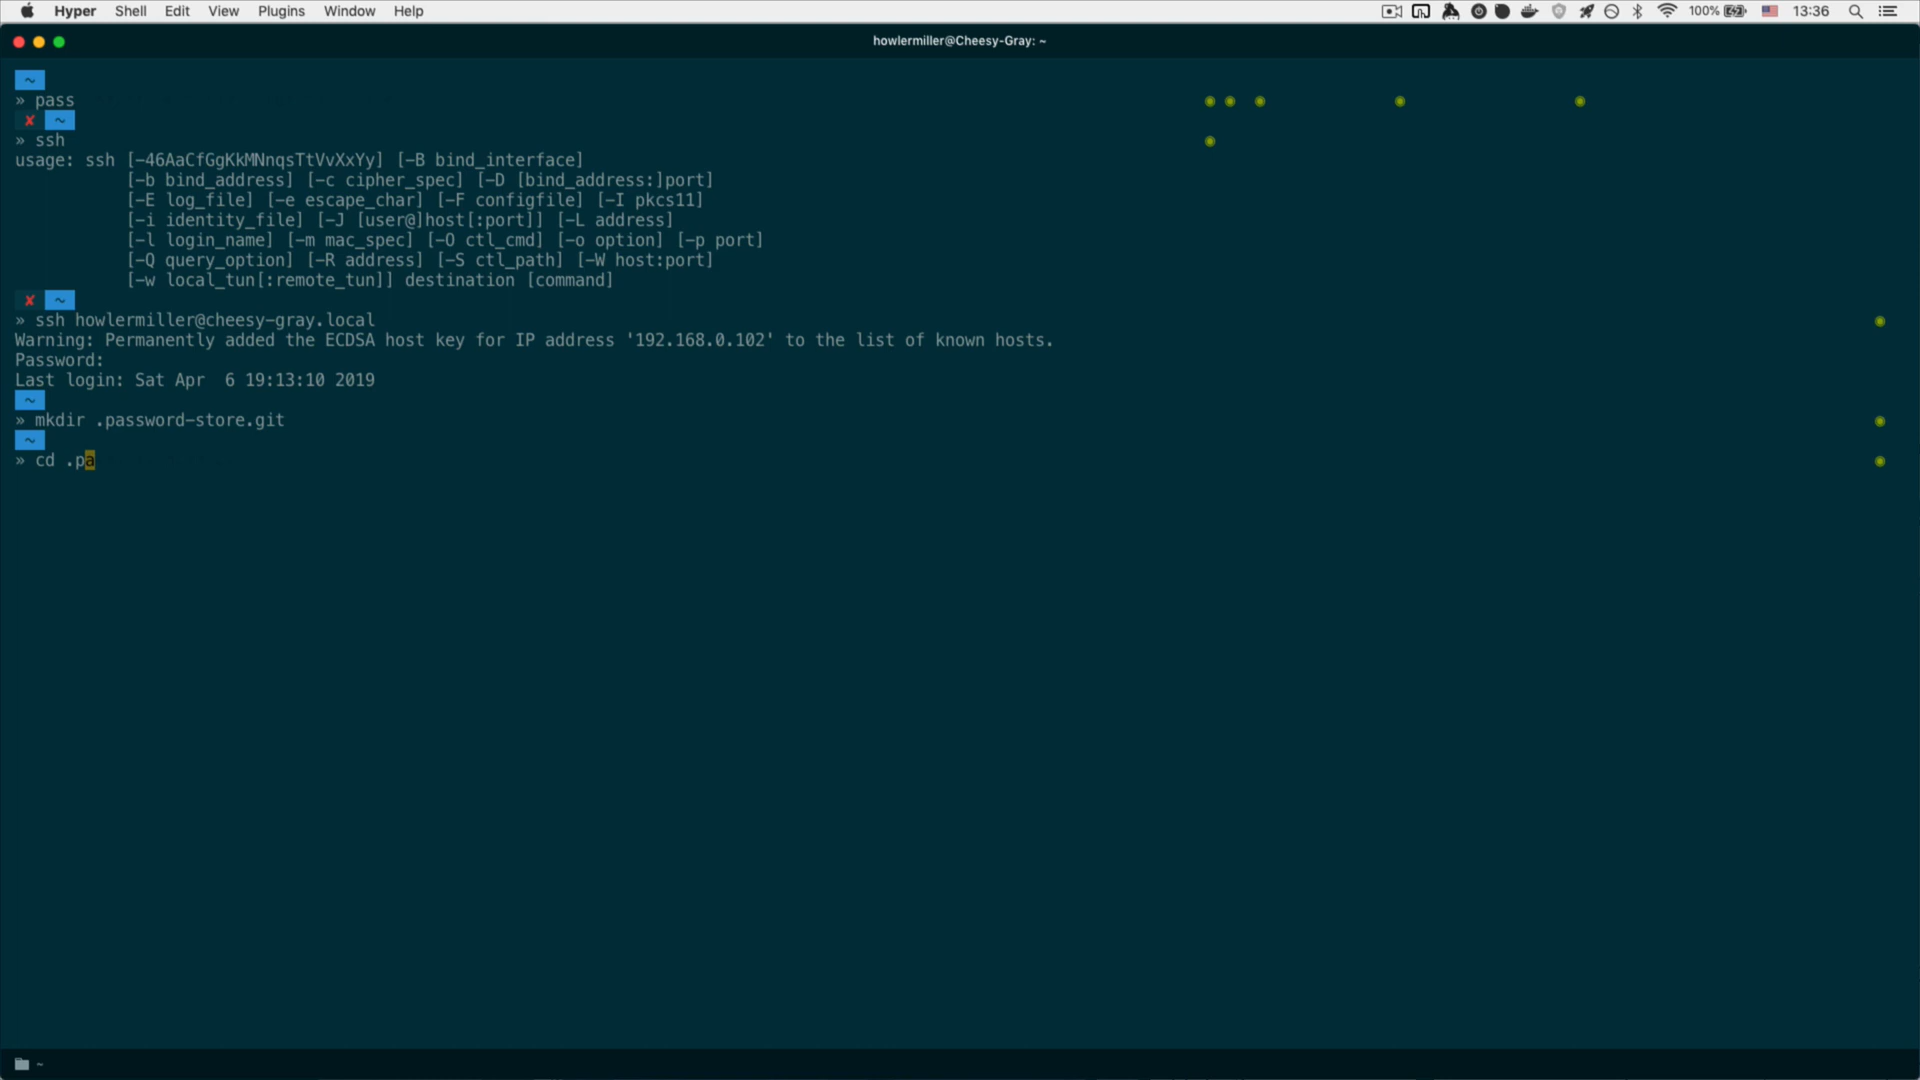 Hyper Shell Edit View Plugins Window Help 100% 13:36
howlermiller@Cheesy-Gray: ~
~
» pass
✘ ~
» ssh
usage: ssh [-46AaCfGgKkMNnqsTtVvXxYy] [-B bind_interface]
[-b bind_address] [-c cipher_spec] [-D [bind_address:]port]
[-E log_file] [-e escape_char] [-F configfile] [-I pkcs11]
[-i identity_file] [-J [user@]host[:port]] [-L address]
[-l login_name] [-m mac_spec] [-O ctl_cmd] [-o option] [-p port]
[-Q query_option] [-R address] [-S ctl_path] [-W host:port]
[-w local_tun[:remote_tun]] destination [command]
✘ ~
» ssh howlermiller@cheesy-gray.local
Warning: Permanently added the ECDSA host key for IP address '192.168.0.102' to the list of known hosts.
Password:
Last login: Sat Apr  6 19:13:10 2019
~
» mkdir .password-store.git
~
» cd .pa
~